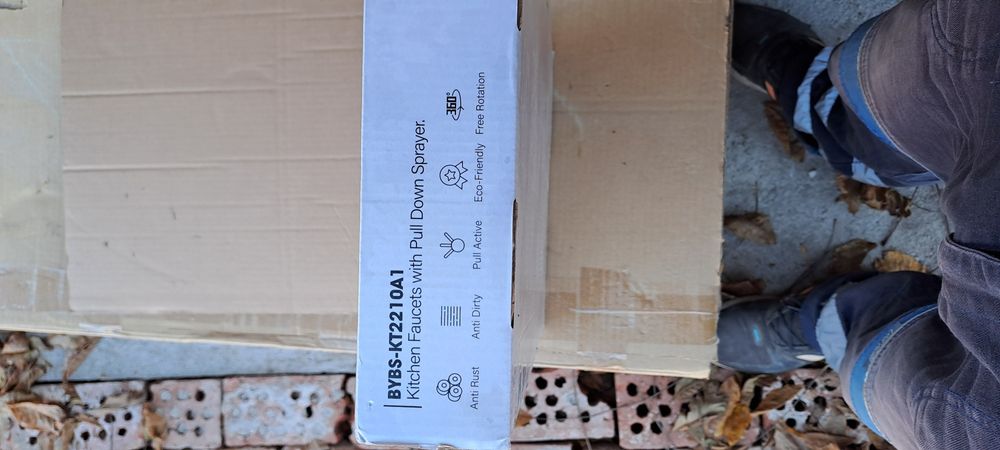 BYBS-KT2210A1
Kitchen Faucets with Pull Down Sprayer.
Anti Rust
Anti Dirty
Pull Active
Eco-Friendly
360°
Free Rotation